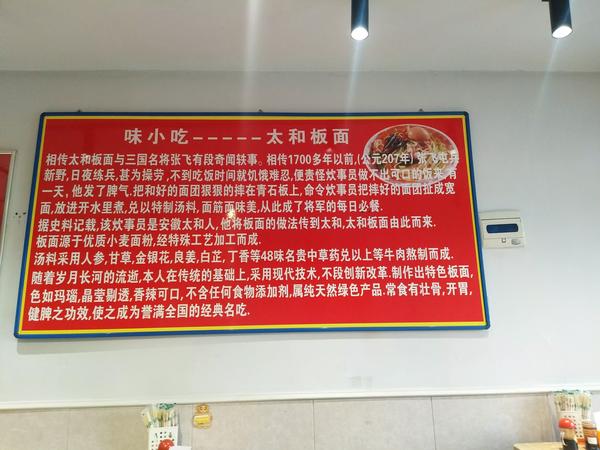 味小吃-----太和板面
相传太和板面与三国名将张飞有段奇闻轶事。相传1700多年以前,(公元207年) 张飞屯兵
新野,日夜练兵,甚为操劳,不到吃饭时间就饥饿难忍,便责怪炊事员做不出可口的饭来,有
一天,他发了脾气.把和好的面团狠狠的摔在青石板上,命令炊事员把摔好的面团扯成宽
面,放进开水里煮,兑以特制汤料,面筋而味美,从此成了将军的每日必餐.
据史料记载,该炊事员是安徽太和人,他将板面的做法传到太和,太和板面由此而来.
板面源于优质小麦面粉,经特殊工艺加工而成.
汤料采用人参,甘草,金银花,良姜,白芷,丁香等48味名贵中草药兑以上等牛肉熬制而成.
随着岁月长河的流逝,本人在传统的基础上,采用现代技术,不段创新改革.制作出特色板面,
色如玛瑙,晶莹剔透,香辣可口,不含任何食物添加剂,属纯天然绿色产品.常食有壮骨,开胃,
健脾之功效,使之成为誉满全国的经典名吃.